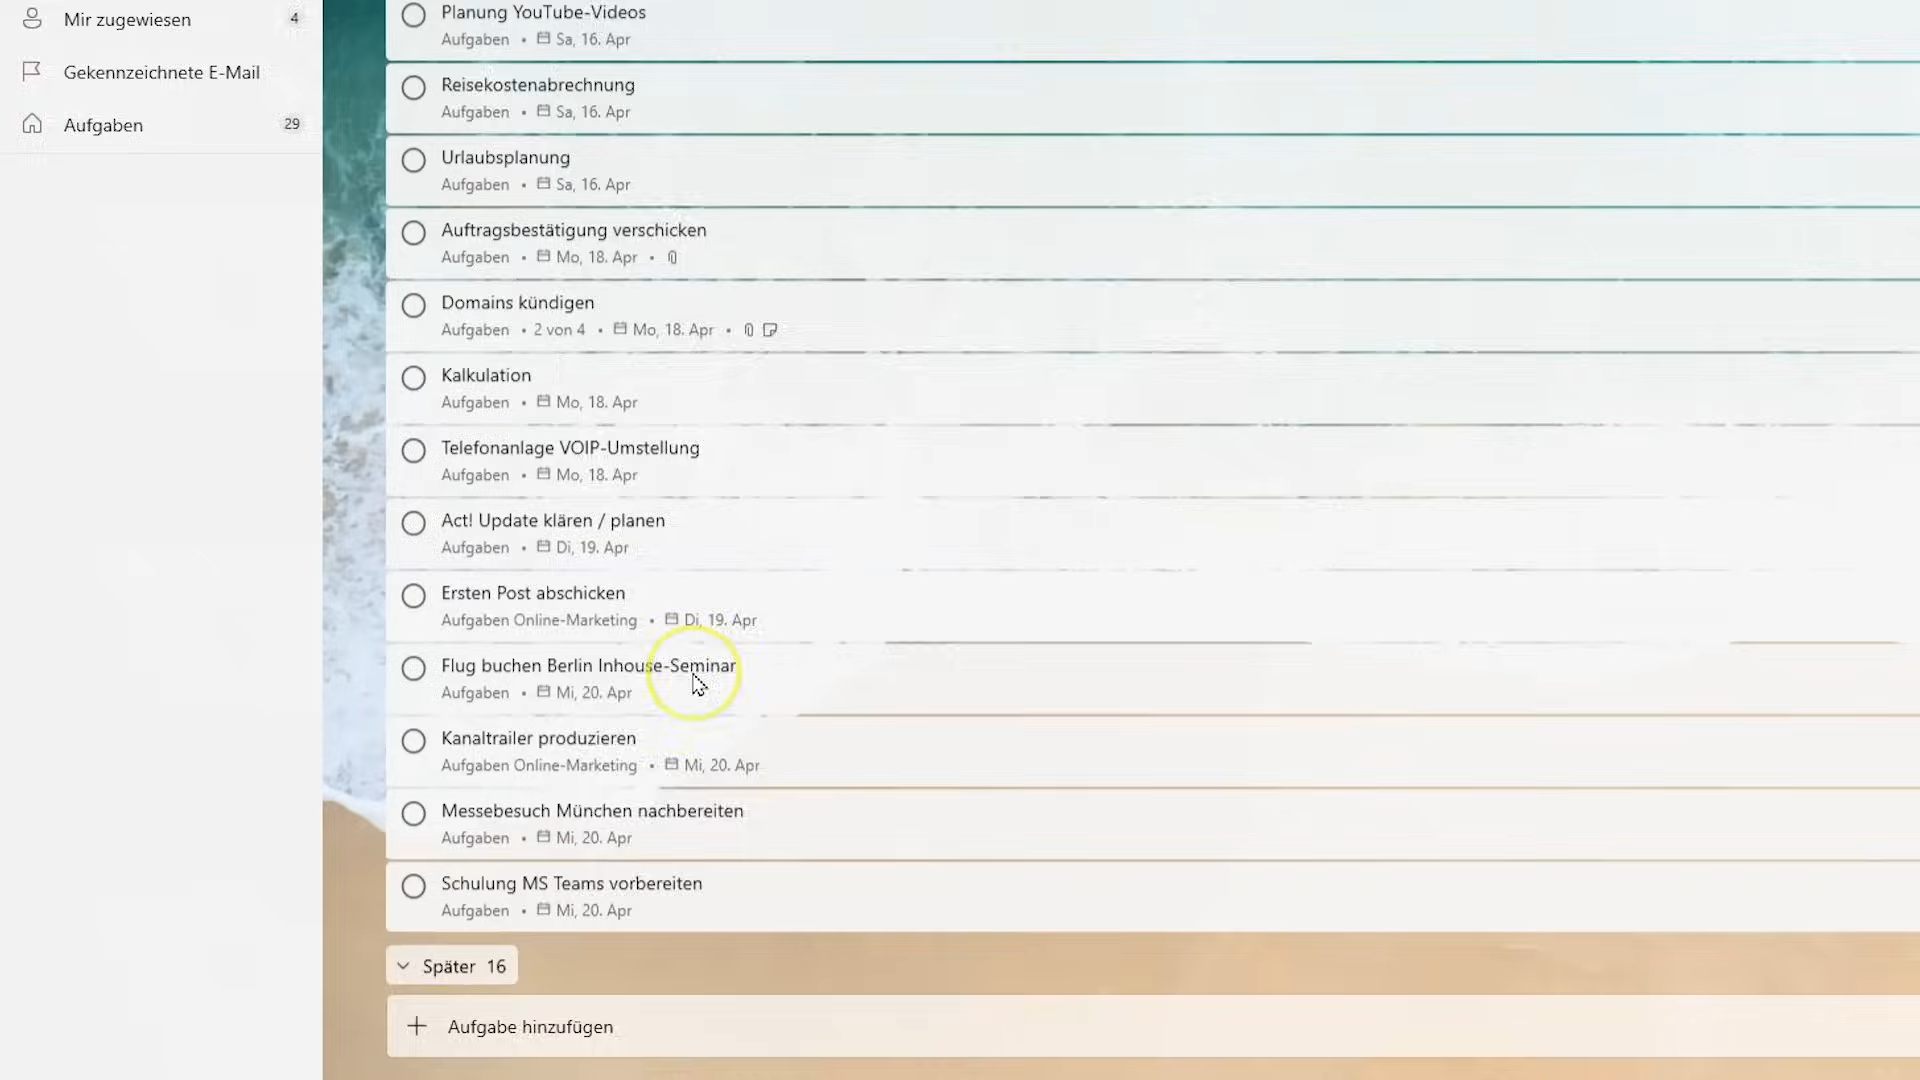 Mir zugewiesen 4
Gekennzeichnete E-Mail
Aufgaben 29
Planung YouTube-Videos
Aufgaben • Sa, 16. Apr
Reisekostenabrechnung
Aufgaben • Sa, 16. Apr
Urlaubsplanung
Aufgaben • Sa, 16. Apr
Auftragsbestätigung verschicken
Aufgaben • Mo, 18. Apr •
Domains kündigen
Aufgaben • 2 von 4 • Mo, 18. Apr •
Kalkulation
Aufgaben • Mo, 18. Apr
Telefonanlage VOIP-Umstellung
Aufgaben • Mo, 18. Apr
Act! Update klären / planen
Aufgaben • Di, 19. Apr
Ersten Post abschicken
Aufgaben Online-Marketing • Di, 19. Apr
Flug buchen Berlin Inhouse-Seminar
Aufgaben • Mi, 20. Apr
Kanaltrailer produzieren
Aufgaben Online-Marketing • Mi, 20. Apr
Messebesuch München nachbereiten
Aufgaben • Mi, 20. Apr
Schulung MS Teams vorbereiten
Aufgaben • Mi, 20. Apr
Später 16
Aufgabe hinzufügen